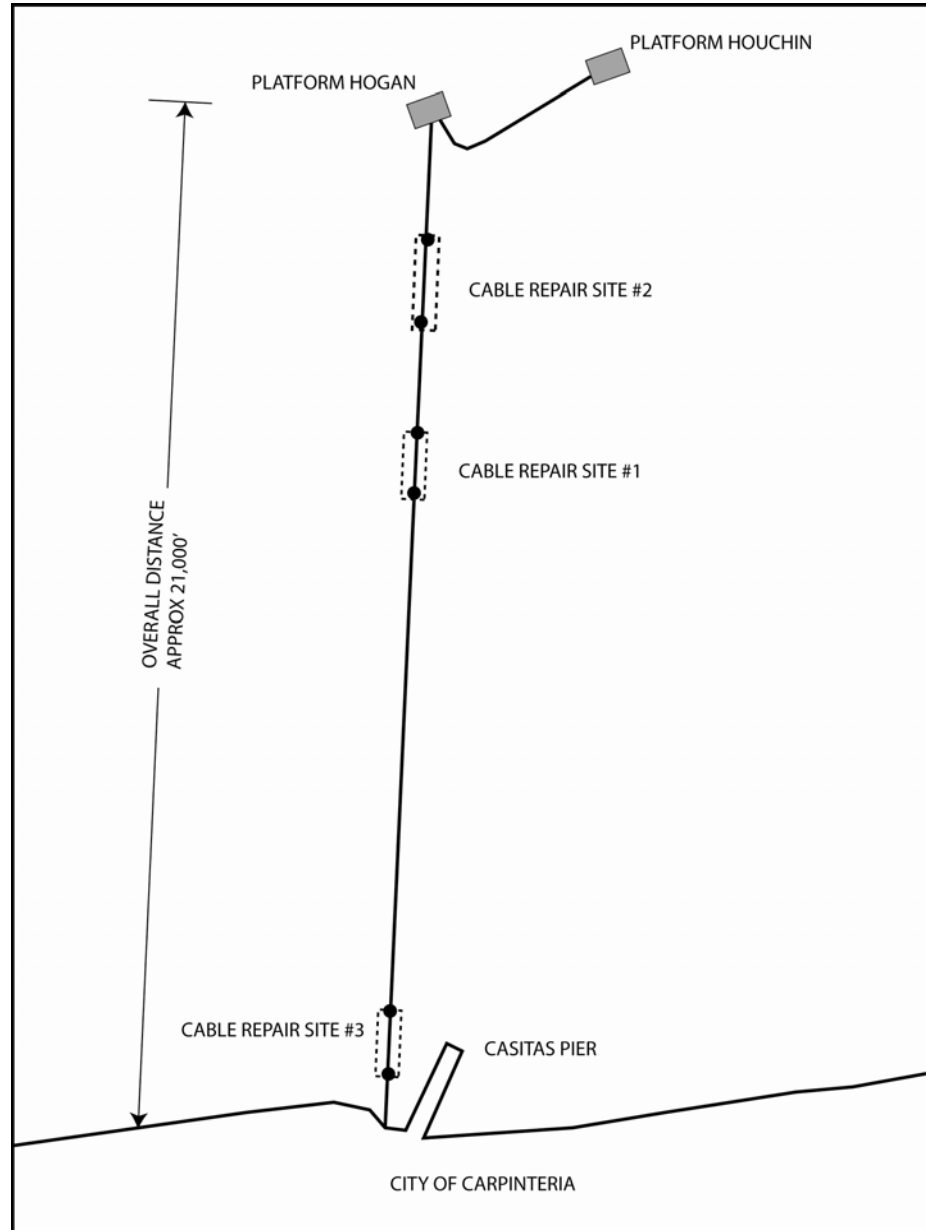 PLATFORM HOUCHIN
PLATFORM HOGAN
CABLE REPAIR SITE #2
CABLE REPAIR SITE #1
OVERALL DISTANCE
APPROX 21,000'
CABLE REPAIR SITE #3
CASITAS PIER
CITY OF CARPINTERIA